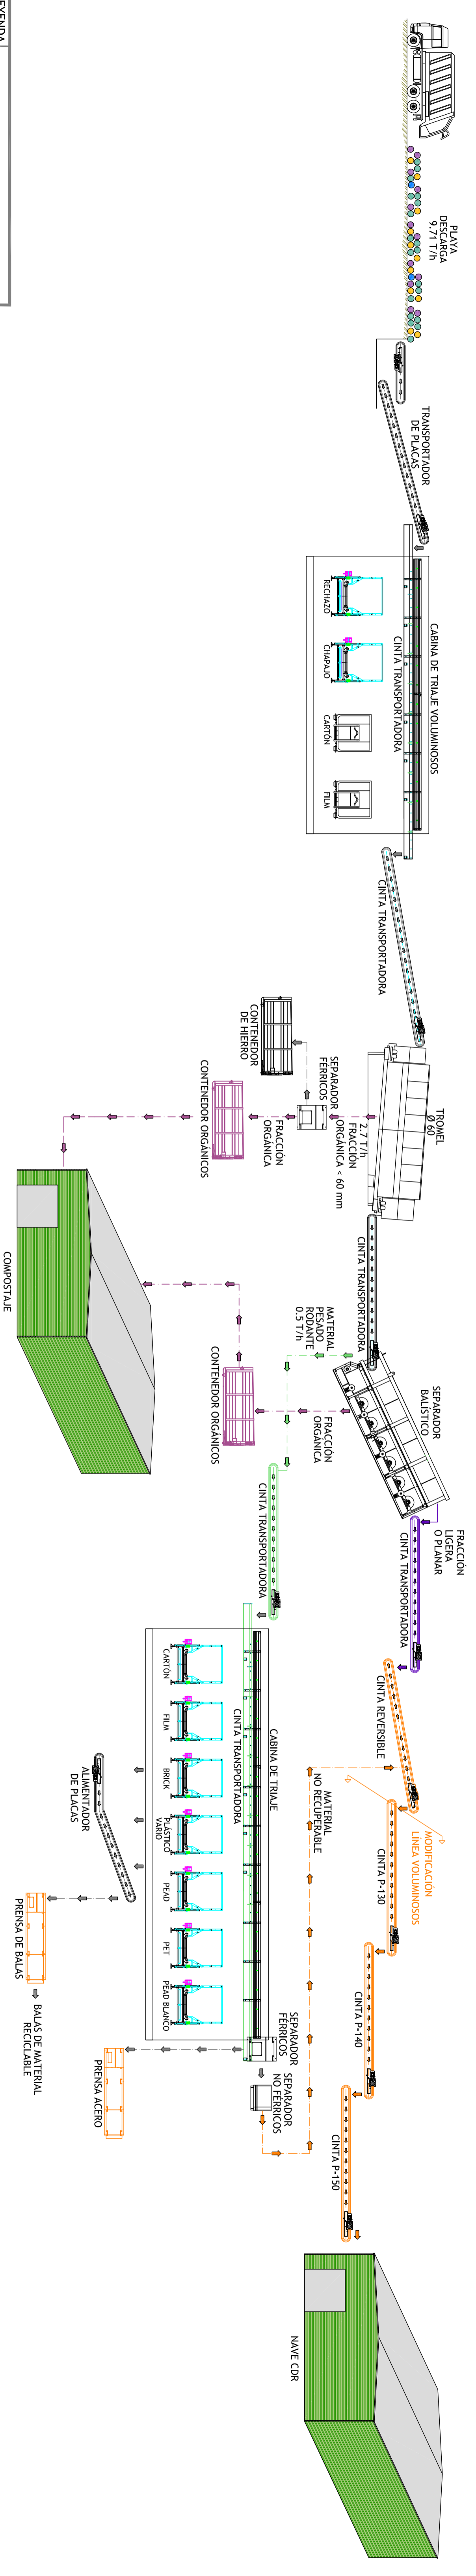 PLAYA
DESCARGA
9.71 T/h
TRANSPORTADOR
DE PLACAS
CABINA DE TRIAJE VOLUMINOSOS
CINTA TRANSPORTADORA
RECHAZO
CHAPAJO
CARTÓN
FILM
CINTA TRANSPORTADORA
TROMEL
Ø 60
2.7 T/h
FRACCIÓN
ORGÁNICA < 60 mm
SEPARADOR
FÉRRICOS
CONTENEDOR
DE HIERRO
FRACCIÓN
ORGÁNICA
CONTENEDOR ORGÁNICOS
COMPOSTAJE
CINTA TRANSPORTADORA
SEPARADOR
BALÍSTICO
MATERIAL
PESADO
RODANTE
0.5 T/h
FRACCIÓN
ORGÁNICA
CONTENEDOR ORGÁNICOS
FRACCIÓN
LIGERA
O PLANAR
CINTA TRANSPORTADORA
CINTA TRANSPORTADORA
CINTA REVERSIBLE
MODIFICACIÓN
LÍNEA VOLUMINOSOS
CINTA P-130
CINTA P-140
CINTA P-150
NAVE CDR
CABINA DE TRIAJE
CINTA TRANSPORTADORA
MATERIAL
NO RECUPERABLE
CARTÓN
FILM
BRICK
PLÁSTICO
VARIO
PEAD
PET
PEAD BLANCO
SEPARADOR
FÉRRICOS
SEPARADOR
NO FÉRRICOS
ALIMENTADOR
DE PLACAS
PRENSA DE BALAS
BALAS DE MATERIAL
RECICLABLE
PRENSA ACERO
EYENDA